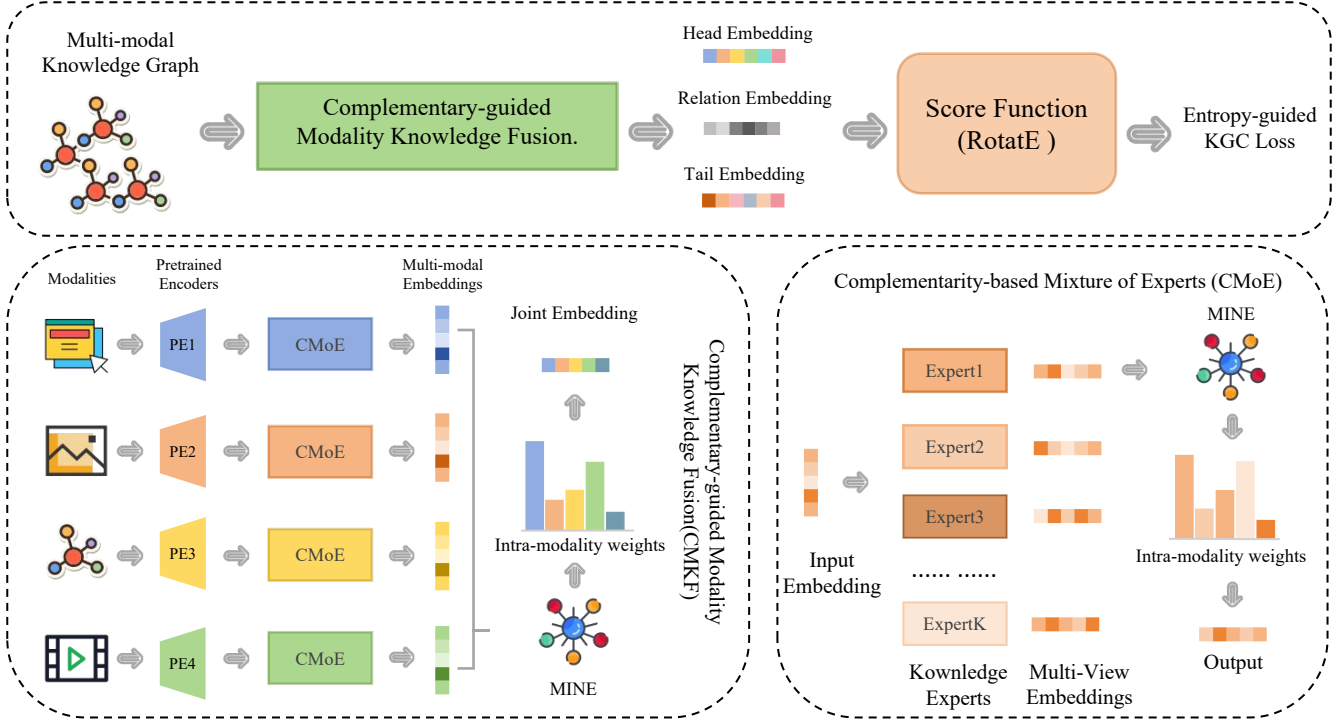 Multi-modal
Knowledge Graph
Complementary-guided
Modality Knowledge Fusion.
Head Embedding
Relation Embedding
Tail Embedding
Score Function
(RotatE )
Entropy-guided
KGC Loss
Modalities
Pretrained
Encoders
Multi-modal
Embeddings
PE1
CMoE
PE2
CMoE
PE3
CMoE
PE4
CMoE
Joint Embedding
Intra-modality weights
MINE
Complementary-guided Modality
Knowledge Fusion(CMKF)
Complementarity-based Mixture of Experts (CMoE)
Input
Embedding
Expert1
Expert2
Expert3
...... ......
ExpertK
Kownledge
Experts
Multi-View
Embeddings
MINE
Intra-modality weights
Output